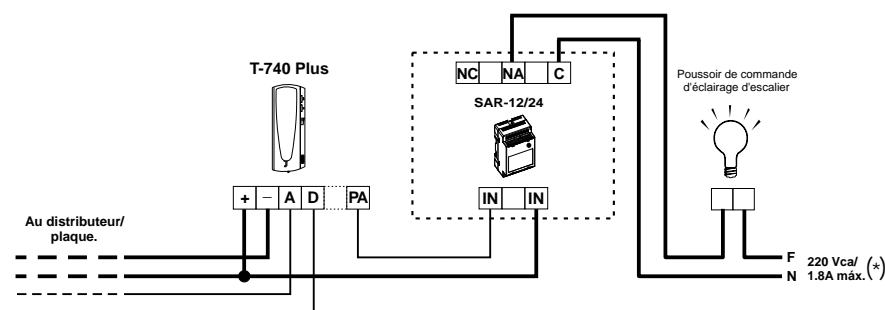 NC NA C
T-740 Plus
SAR-12/24
Poussoir de commande
d'éclairage d'escalier
+ – A D PA
IN IN
Au distributeur/
plaque.
F 220 Vca/ (*)
N 1.8A máx.